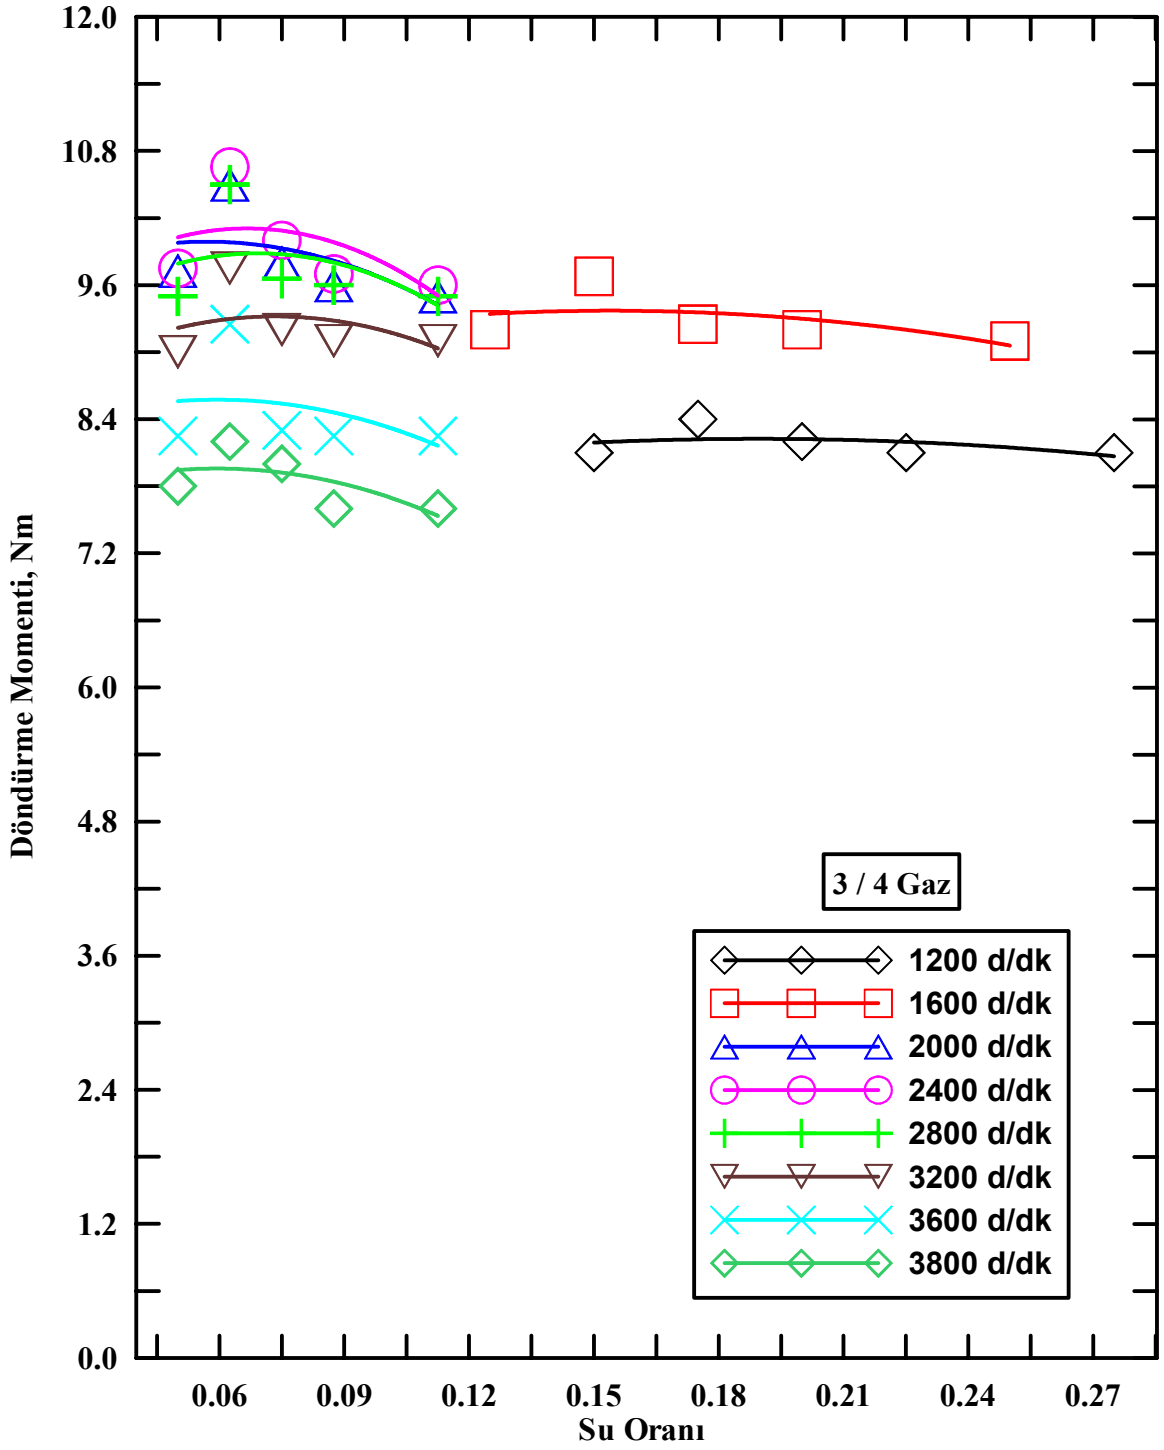 12.0
10.8
9.6
8.4
7.2
6.0
4.8
3.6
2.4
1.2
0.0
Döndürme Momenti, Nm
3 / 4 Gaz
1200 d/dk
1600 d/dk
2000 d/dk
2400 d/dk
2800 d/dk
3200 d/dk
3600 d/dk
3800 d/dk
0.06 0.09 0.12 0.15 0.18 0.21 0.24 0.27
Su Oranı